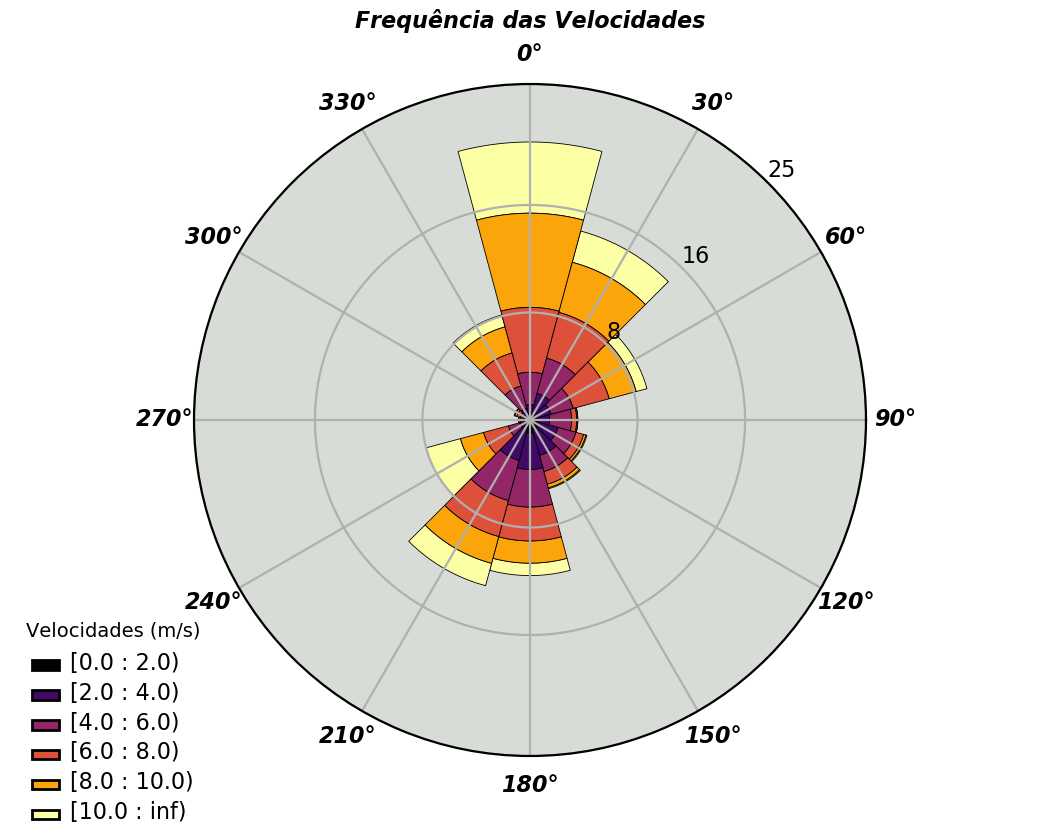 Frequência das Velocidades
0°
330°
30°
25
300°
60°
16
8
270°
90°
240°
120°
210°
150°
180°
Velocidades (m/s)
[0.0 : 2.0)
[2.0 : 4.0)
[4.0 : 6.0)
[6.0 : 8.0)
[8.0 : 10.0)
[10.0 : inf)